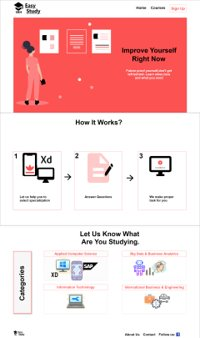 Easy
Study
Home Courses Sign Up
Improve Yourself
Right Now
How It Works?
1 Xd
2
3
Let us help you to
select specialization
Answer Questions
We make proper
task for you
Let Us Know What
Are You Studying.
Categories
Applied Computer Science
Big Data & Business Analytics
XD
SAP
Information Technology
International Business & Engineering
About Us Contact Follow us: